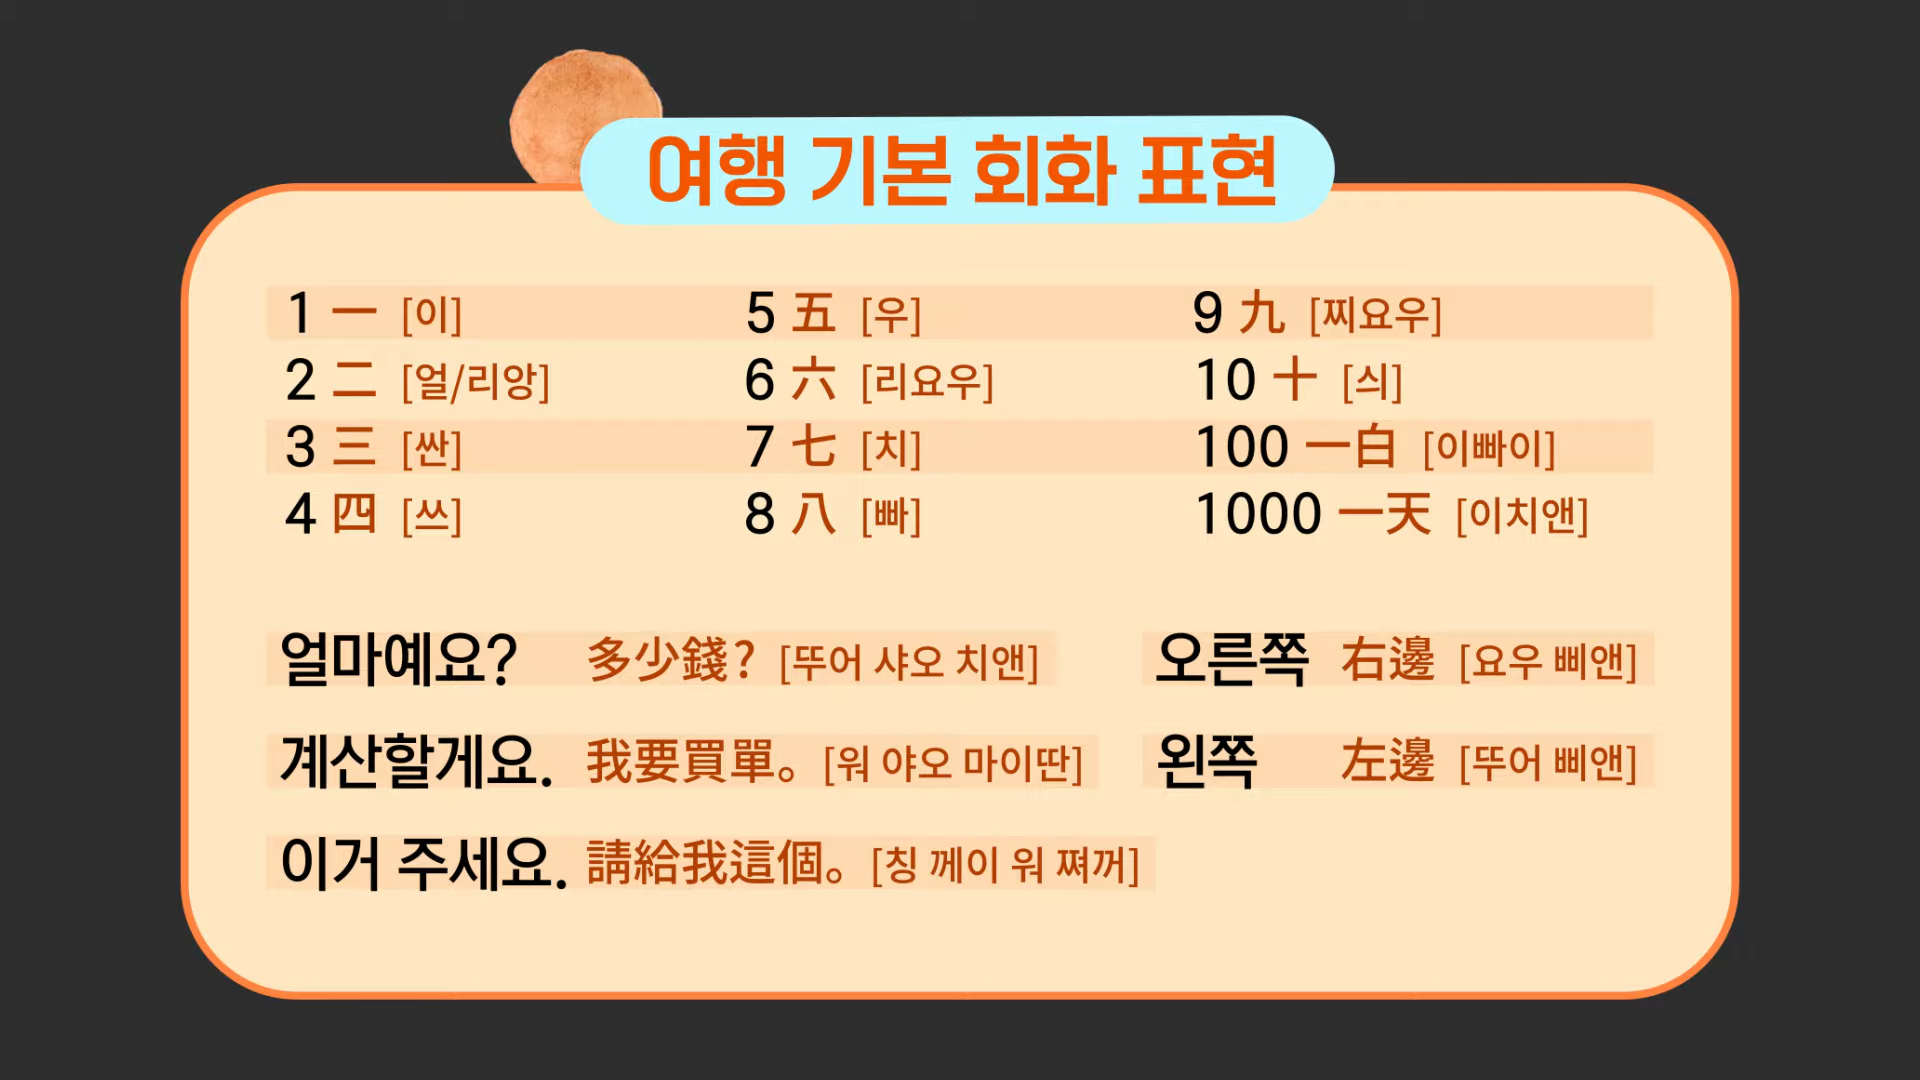 여행 기본 회화 표현
1 一 [이] 5 五 [우] 9 九 [찌요우]
2 二 [얼/리앙] 6 六 [리요우] 10 十 [싀]
3 三 [싼] 7 七 [치] 100 一白 [이빠이]
4 四 [쓰] 8 八 [빠] 1000 一天 [이치앤]
얼마예요? 多少錢? [뚜어 샤오 치앤] 오른쪽 右邊 [요우 삐앤]
계산할게요. 我要買單。[워 야오 마이딴] 왼쪽 左邊 [뚜어 삐앤]
이거 주세요. 請給我這個。[칭 께이 워 쪄꺼]